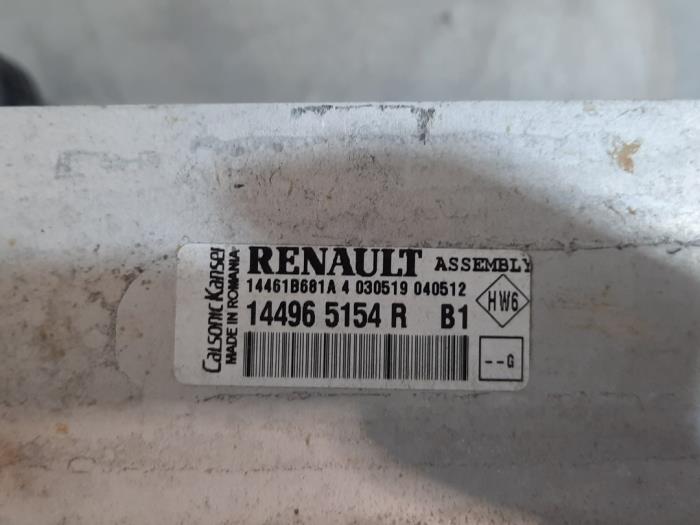 Calsonic Kansei
MADE IN ROMANIA
RENAULT ASSEMBLY
14461B681A 4 030519 040512
14496 5154 R B1
HW6
--G